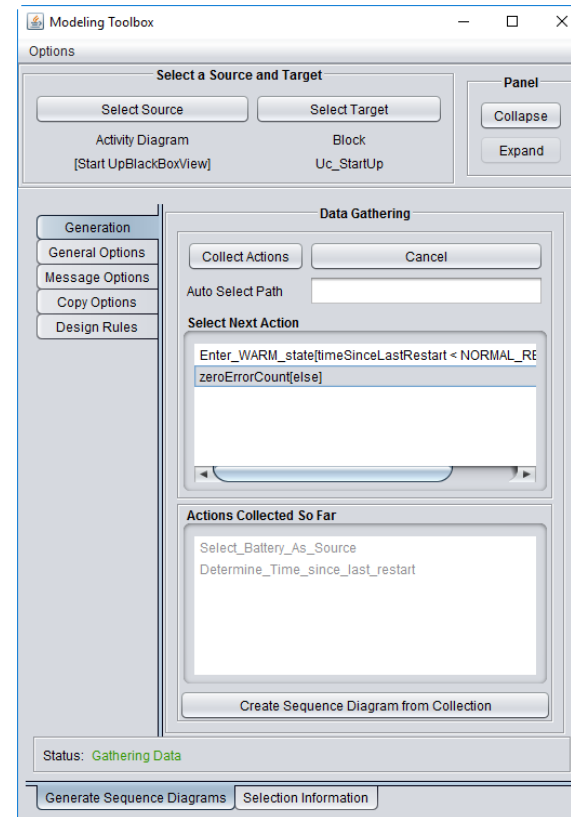 Modeling Toolbox
Options
Select a Source and Target
Panel
Select Source
Select Target
Collapse
Activity Diagram
Block
Expand
[Start UpBlackBoxView]
Uc_StartUp
Data Gathering
Generation
General Options
Message Options
Copy Options
Design Rules
Collect Actions
Cancel
Auto Select Path
Select Next Action
Enter_WARM_state[timeSinceLastRestart < NORMAL_RE
zeroErrorCount[else]
Actions Collected So Far
Select_Battery_As_Source
Determine_Time_since_last_restart
Create Sequence Diagram from Collection
Status: Gathering Data
Generate Sequence Diagrams
Selection Information